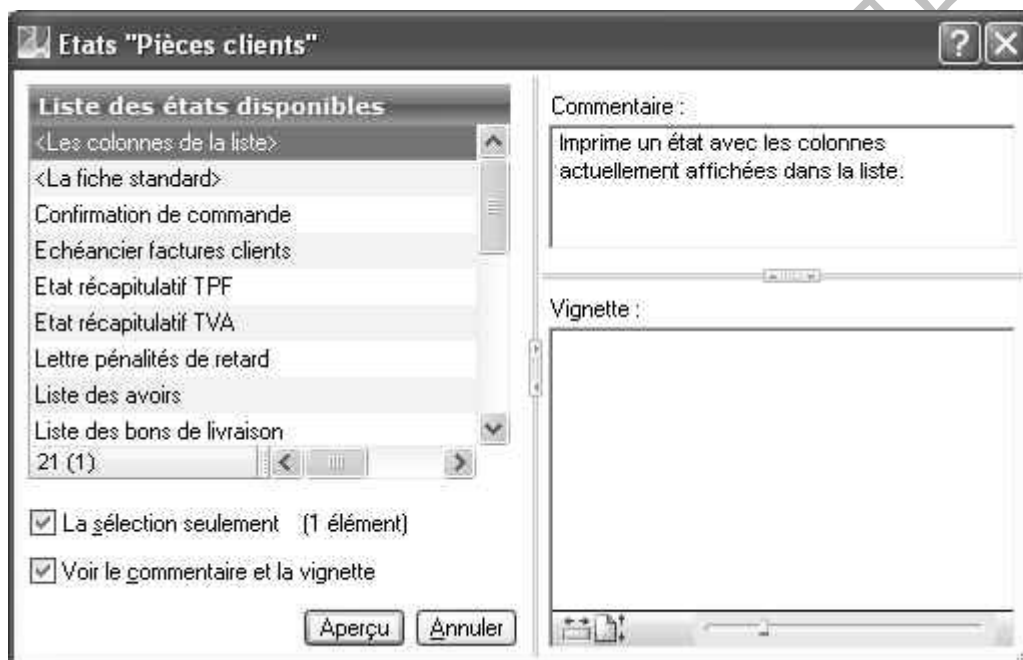 Etats "Pièces clients"
Liste des états disponibles
<Les colonnes de la liste>
<La fiche standard>
Confirmation de commande
Echéancier factures clients
Etat récapitulatif TPF
Etat récapitulatif TVA
Lettre pénalités de retard
Liste des avoirs
Liste des bons de livraison
21 (1)
La sélection seulement (1 élément)
Voir le commentaire et la vignette
Aperçu
Annuler
Commentaire :
Imprime un état avec les colonnes
actuellement affichées dans la liste.
Vignette :